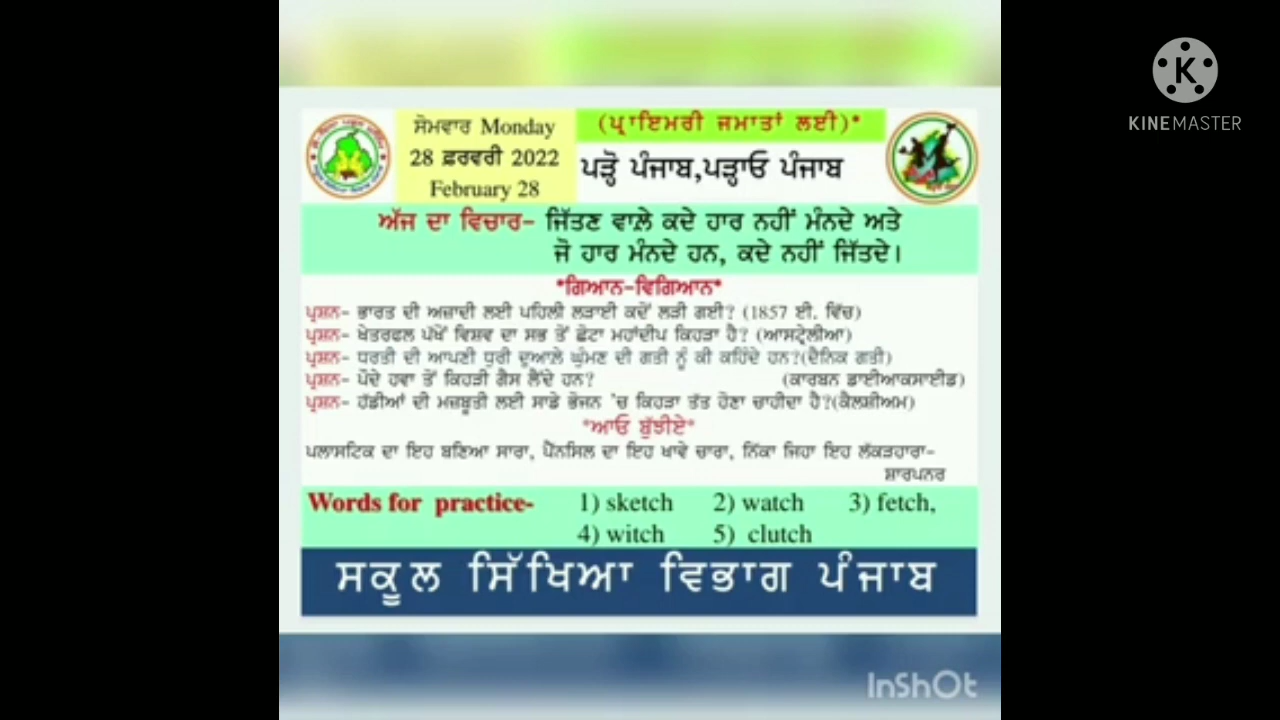 KINEMASTER
ਸੋਮਵਾਰ Monday
28 ਫ਼ਰਵਰੀ 2022
February 28
(ਪ੍ਰਾਇਮਰੀ ਜਮਾਤਾਂ ਲਈ)*
ਪੜ੍ਹੋ ਪੰਜਾਬ,ਪੜ੍ਹਾਓ ਪੰਜਾਬ
ਅੱਜ ਦਾ ਵਿਚਾਰ- ਜਿੱਤਣ ਵਾਲ਼ੇ ਕਦੇ ਹਾਰ ਨਹੀਂ ਮੰਨਦੇ ਅਤੇ
ਜੋ ਹਾਰ ਮੰਨਦੇ ਹਨ, ਕਦੇ ਨਹੀਂ ਜਿੱਤਦੇ।
*ਗਿਆਨ-ਵਿਗਿਆਨ*
ਪ੍ਰਸ਼ਨ- ਭਾਰਤ ਦੀ ਅਜ਼ਾਦੀ ਲਈ ਪਹਿਲੀ ਲੜਾਈ ਕਦੋਂ ਲੜੀ ਗਈ? (1857 ਈ. ਵਿੱਚ)
ਪ੍ਰਸ਼ਨ- ਖੇਤਰਫਲ ਪੱਖੋਂ ਵਿਸ਼ਵ ਦਾ ਸਭ ਤੋਂ ਛੋਟਾ ਮਹਾਂਦੀਪ ਕਿਹੜਾ ਹੈ? (ਆਸਟ੍ਰੇਲੀਆ)
ਪ੍ਰਸ਼ਨ- ਧਰਤੀ ਦੀ ਆਪਣੀ ਧੁਰੀ ਦੁਆਲ਼ੇ ਘੁੰਮਣ ਦੀ ਗਤੀ ਨੂੰ ਕੀ ਕਹਿੰਦੇ ਹਨ?(ਦੈਨਿਕ ਗਤੀ)
ਪ੍ਰਸ਼ਨ- ਪੌਦੇ ਹਵਾ ਤੋਂ ਕਿਹੜੀ ਗੈਸ ਲੈਂਦੇ ਹਨ? (ਕਾਰਬਨ ਡਾਈਆਕਸਾਈਡ)
ਪ੍ਰਸ਼ਨ- ਹੱਡੀਆਂ ਦੀ ਮਜ਼ਬੂਤੀ ਲਈ ਸਾਡੇ ਭੋਜਨ 'ਚ ਕਿਹੜਾ ਤੱਤ ਹੋਣਾ ਚਾਹੀਦਾ ਹੈ?(ਕੈਲਸ਼ੀਅਮ)
*ਆਓ ਬੁੱਝੀਏ*
ਪਲਾਸਟਿਕ ਦਾ ਇਹ ਬਣਿਆ ਸਾਰਾ, ਪੈੱਨਸਿਲ ਦਾ ਇਹ ਖਾਵੇ ਚਾਰਾ, ਨਿੱਕਾ ਜਿਹਾ ਇਹ ਲੱਕੜਹਾਰਾ-
ਸ਼ਾਰਪਨਰ
Words for practice- 1) sketch 2) watch 3) fetch,
4) witch 5) clutch
ਸਕੂਲ ਸਿੱਖਿਆ ਵਿਭਾਗ ਪੰਜਾਬ
InShOt